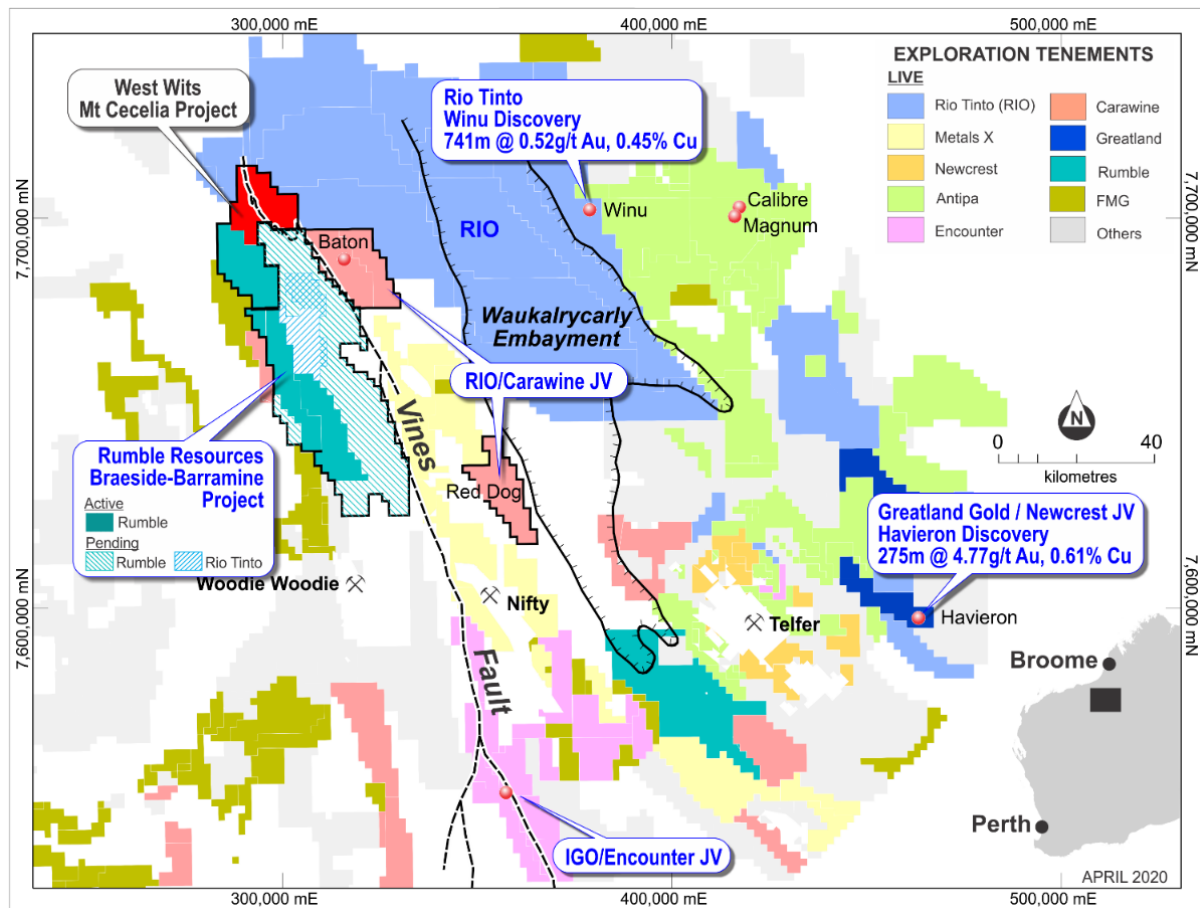 300,000 mE
400,000 mE
500,000 mE
EXPLORATION TENEMENTS
LIVE
Rio Tinto (RIO)
Metals X
Newcrest
Antipa
Encounter
Carawine
Greatland
Rumble
FMG
Others
West Wits
Mt Cecelia Project
Rio Tinto
Winu Discovery
741m @ 0.52g/t Au, 0.45% Cu
7,700,000 mN
7,700,000 mN
Winu
Calibre
Magnum
RIO
Baton
Waukalrycarly
Embayment
RIO/Carawine JV
N
0
40
kilometres
Vines
Rumble Resources
Braeside-Barramine
Project
Active
Rumble
Pending
Rumble
Rio Tinto
Red Dog
Greatland Gold / Newcrest JV
Havieron Discovery
275m @ 4.77g/t Au, 0.61% Cu
Woodie Woodie
Nifty
Telfer
Havieron
7,600,000 mN
7,600,000 mN
Fault
Broome
Perth
IGO/Encounter JV
APRIL 2020
300,000 mE
400,000 mE
500,000 mE